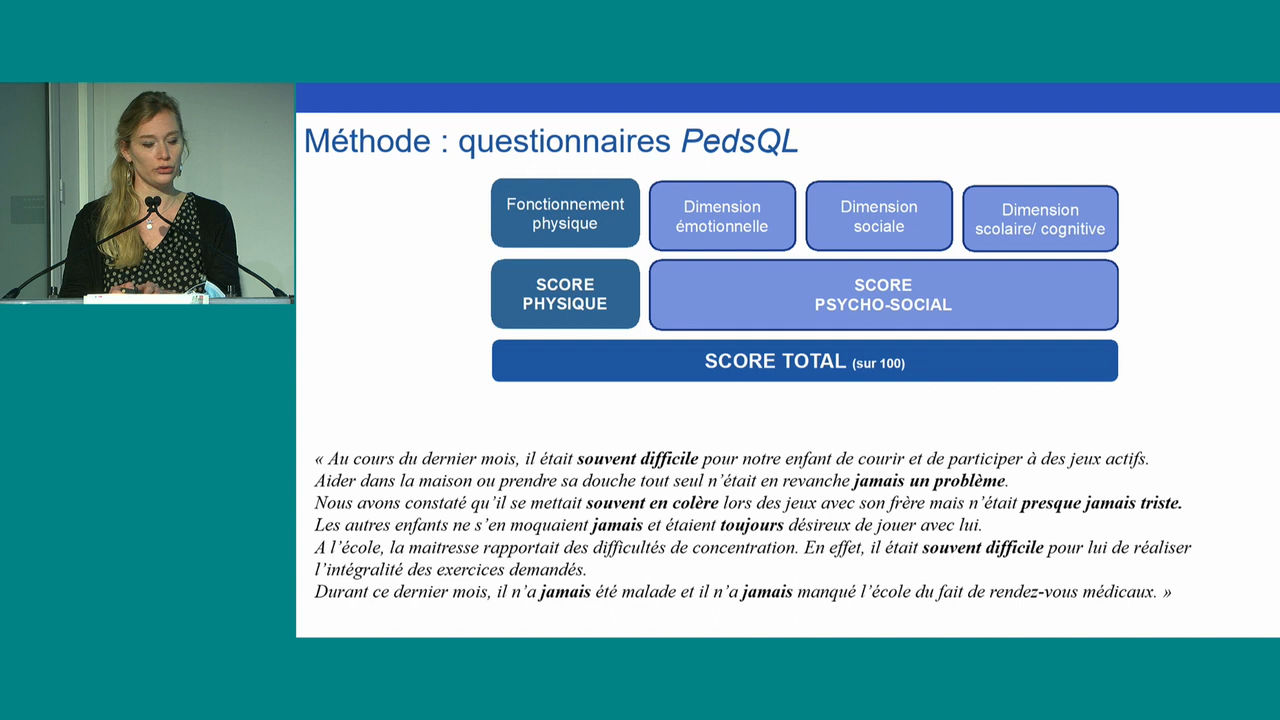 Méthode : questionnaires PedsQL
Fonctionnement
physique
Dimension
émotionnelle
Dimension
sociale
Dimension
scolaire/ cognitive
SCORE
PHYSIQUE
SCORE
PSYCHO-SOCIAL
SCORE TOTAL (sur 100)
« Au cours du dernier mois, il était souvent difficile pour notre enfant de courir et de participer à des jeux actifs.
Aider dans la maison ou prendre sa douche tout seul n’était en revanche jamais un problème.
Nous avons constaté qu’il se mettait souvent en colère lors des jeux avec son frère mais n’était presque jamais triste.
Les autres enfants ne s’en moquaient jamais et étaient toujours désireux de jouer avec lui.
A l’école, la maitresse rapportait des difficultés de concentration. En effet, il était souvent difficile pour lui de réaliser
l’intégralité des exercices demandés.
Durant ce dernier mois, il n’a jamais été malade et il n’a jamais manqué l’école du fait de rendez-vous médicaux. »